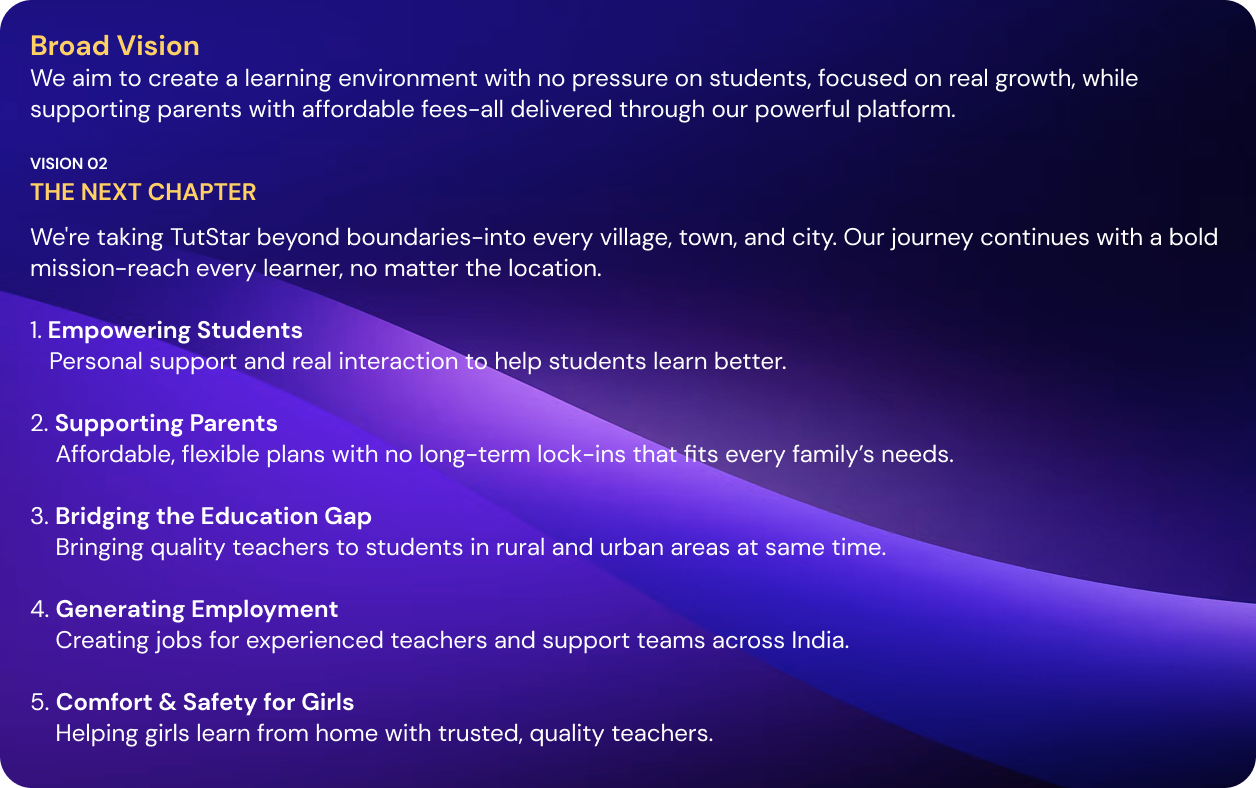 Broad Vision
We aim to create a learning environment with no pressure on students, focused on real growth, while
supporting parents with affordable fees-all delivered through our powerful platform.
VISION 02
THE NEXT CHAPTER
We're taking TutStar beyond boundaries-into every village, town, and city. Our journey continues with a bold
mission-reach every learner, no matter the location.
1. Empowering Students
Personal support and real interaction to help students learn better.
2. Supporting Parents
Affordable, flexible plans with no long-term lock-ins that fits every family’s needs.
3. Bridging the Education Gap
Bringing quality teachers to students in rural and urban areas at same time.
4. Generating Employment
Creating jobs for experienced teachers and support teams across India.
5. Comfort & Safety for Girls
Helping girls learn from home with trusted, quality teachers.